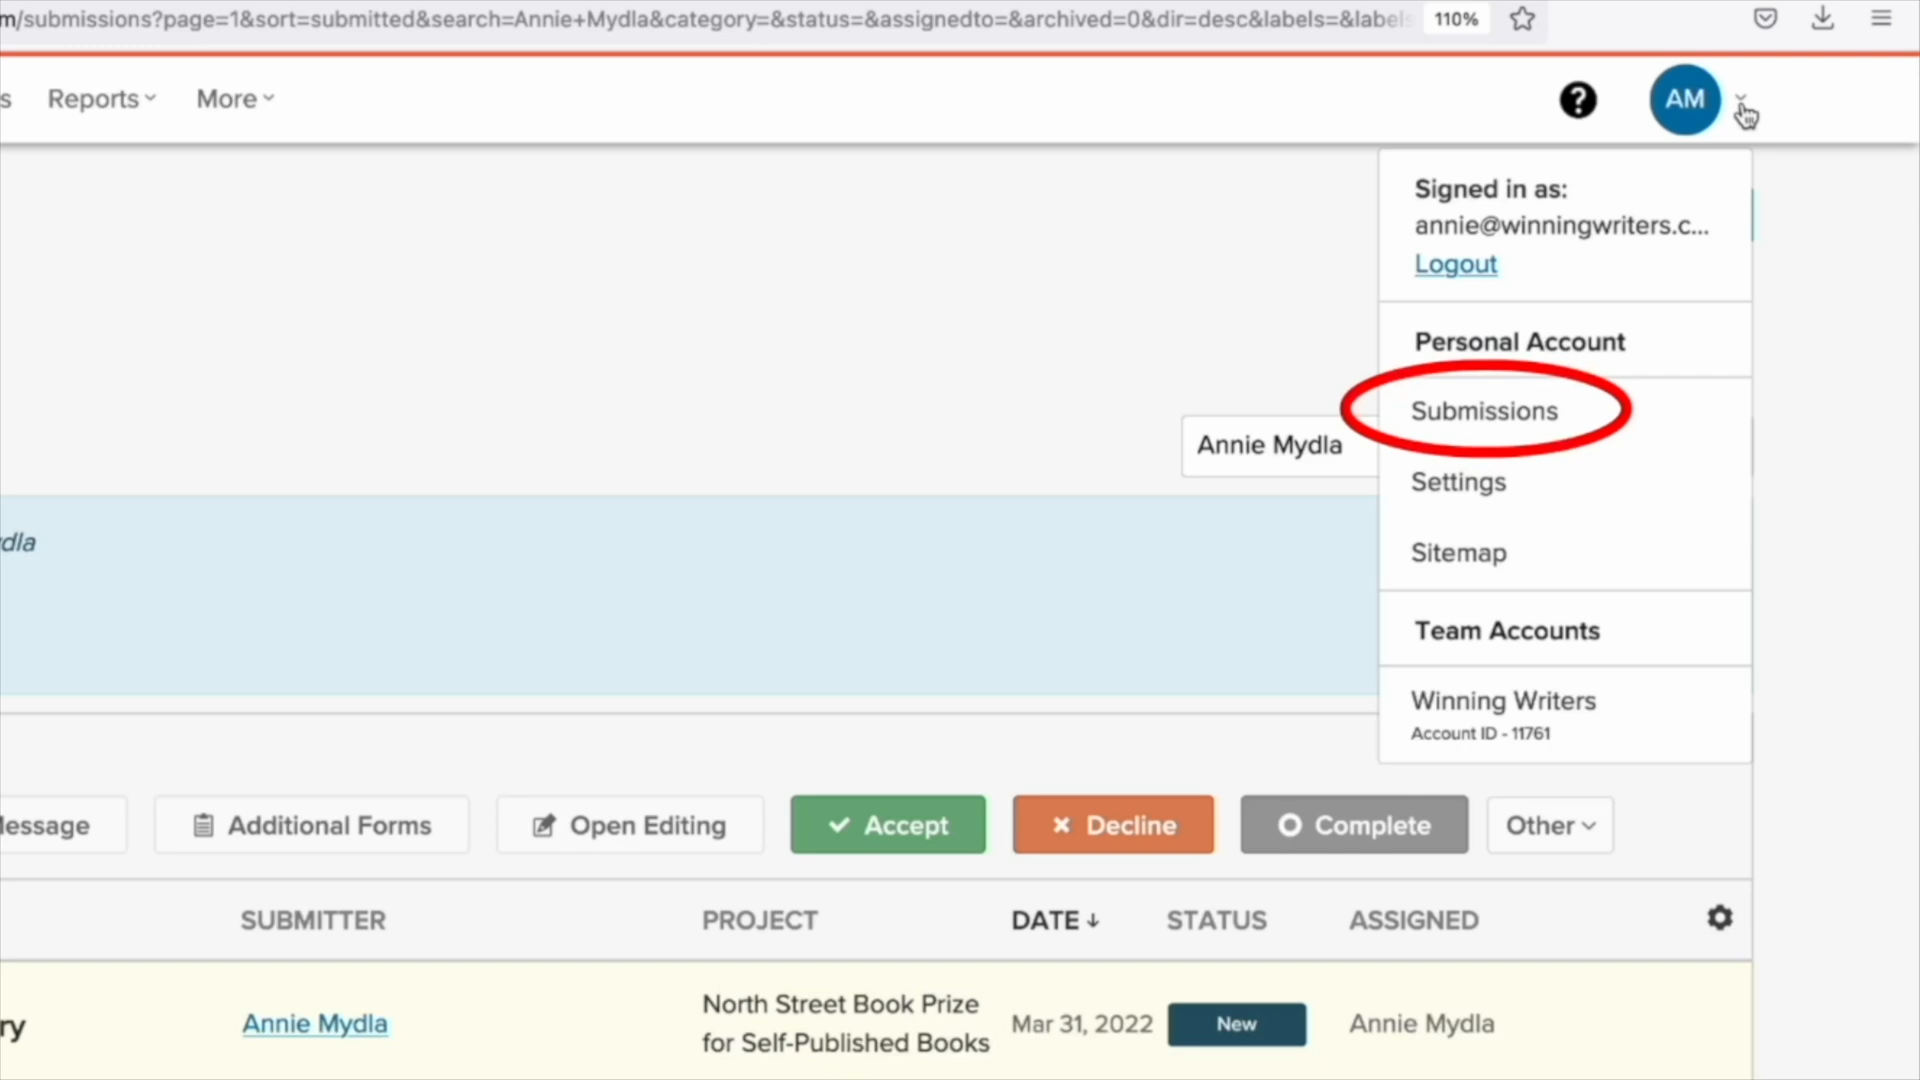 m/submissions?page=1&sort=submitted&search=Annie+Mydla&category=&status=&assignedto=&archived=0&dir=desc&labels=&labels
110%
s Reports More
?
AM
Signed in as:
annie@winningwriters.c...
Logout
Personal Account
Submissions
Annie Mydla
Settings
dla
Sitemap
Team Accounts
Winning Writers
Account ID - 11761
lessage Additional Forms Open Editing Accept Decline Complete Other
SUBMITTER PROJECT DATE STATUS ASSIGNED
ry Annie Mydla North Street Book Prize for Self-Published Books Mar 31, 2022 New Annie Mydla